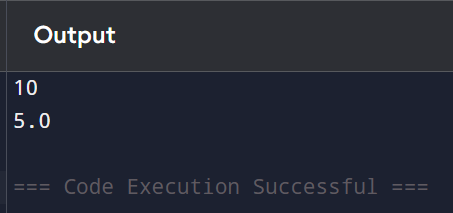 Output
10
5.0
=== Code Execution Successful ===